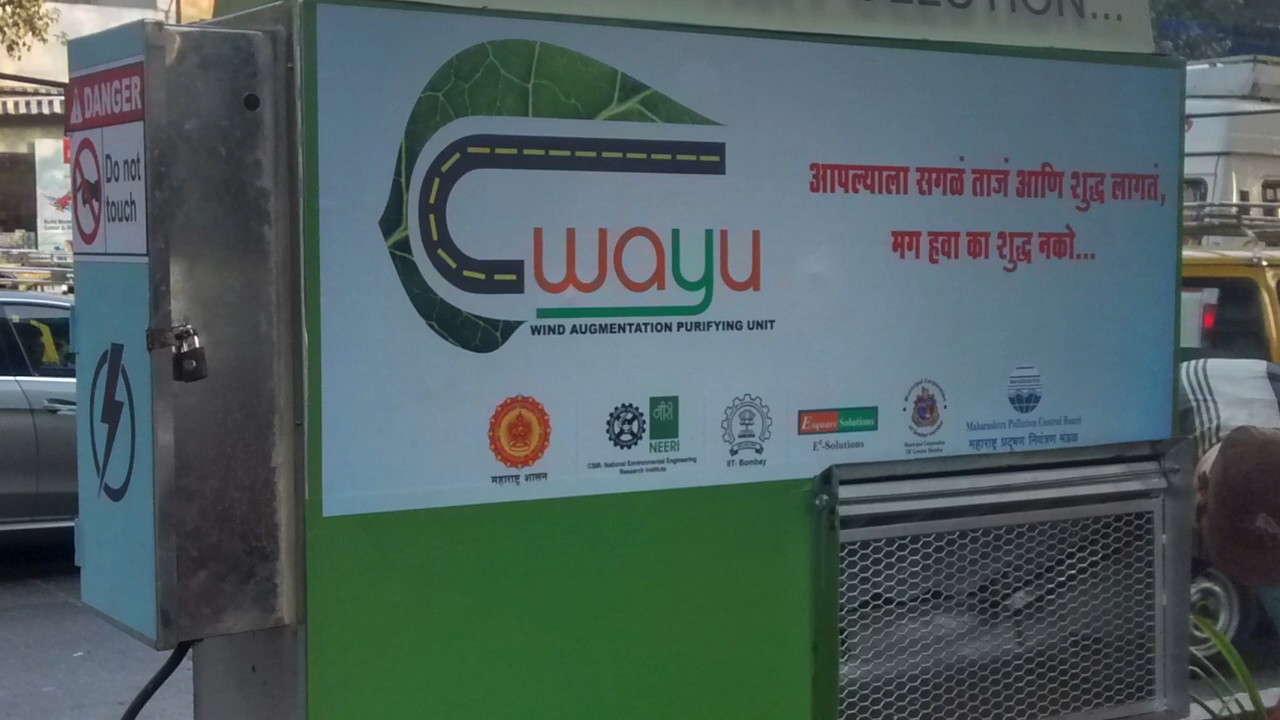 DANGER
Do not
touch
wayu
WIND AUGMENTATION PURIFYING UNIT
आपल्याला सगळं ताजं आणि शुद्ध लागतं,
मग हवा का शुद्ध नको...
महाराष्ट्र शासन
नीरी
NEERI
CSIR- National Environmental Engineering
Research Institute
IIT- Bombay
Esquare Solutions
E²-Solutions
Municipal Corporation
Of Greater Mumbai
Maharashtra Pollution Control Board
महाराष्ट्र प्रदूषण नियंत्रण मंडळ